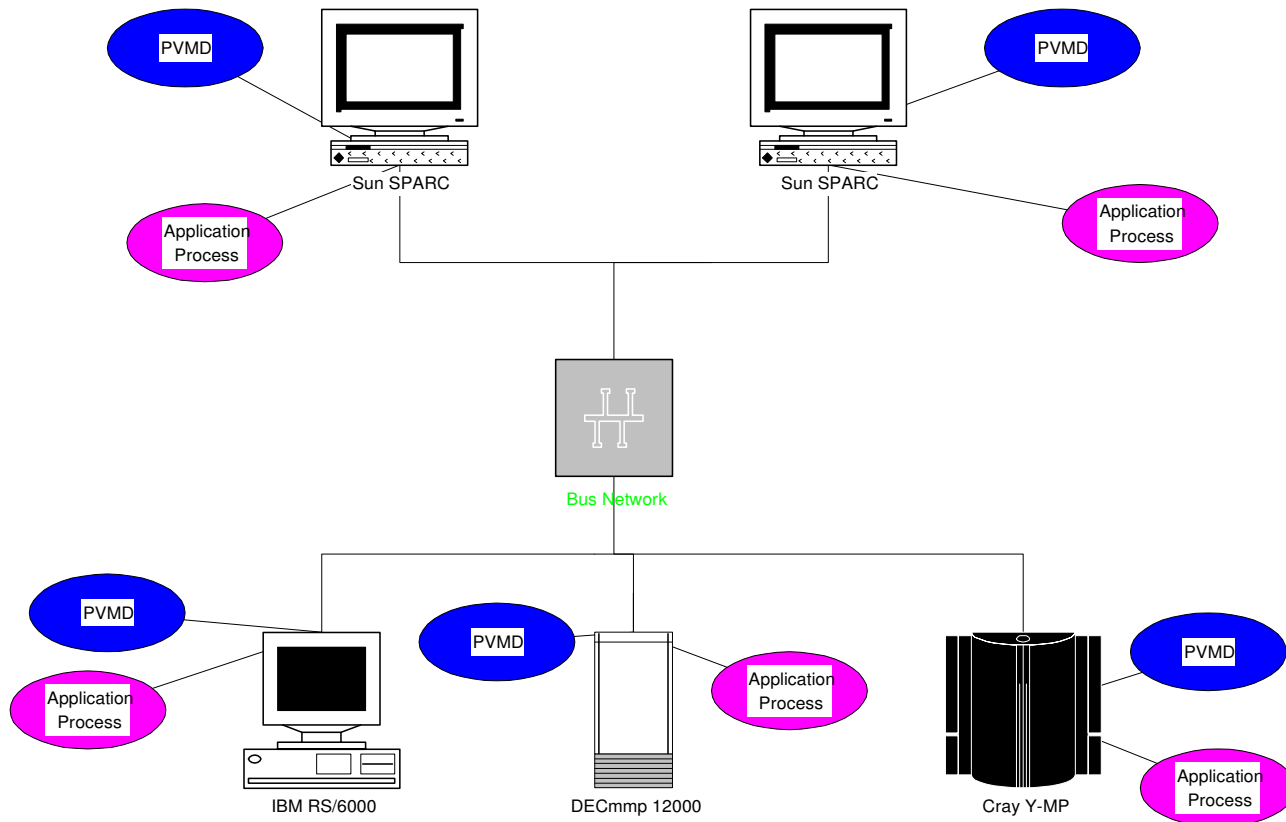 PVMD
PVMD
Sun SPARC
Sun SPARC
Application
Process
Application
Process
Bus Network
PVMD
PVMD
PVMD
Application
Process
Application
Process
Application
Process
IBM RS/6000
DECmmp 12000
Cray Y-MP